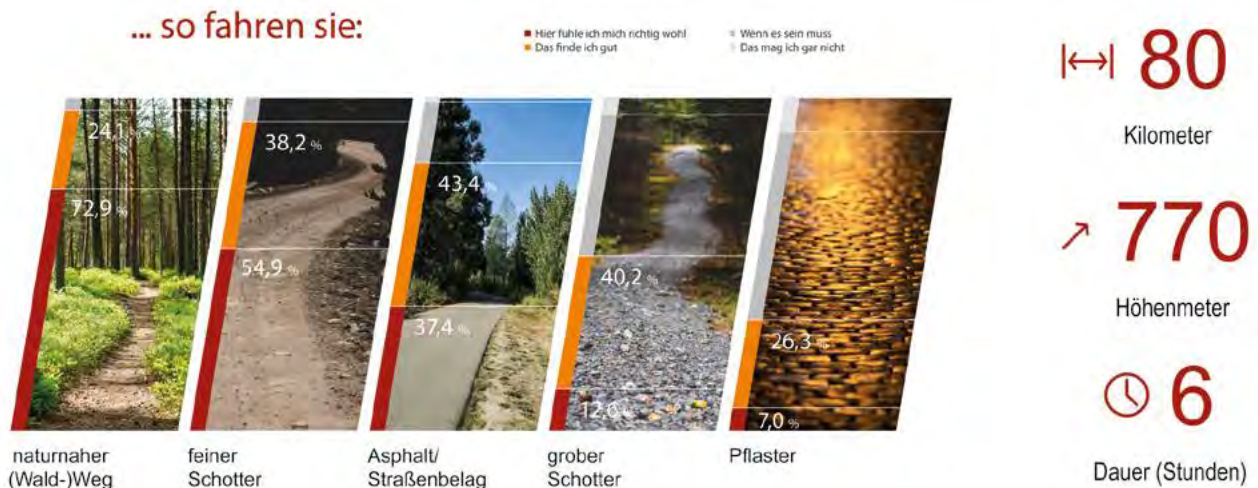 ... so fahren sie:
Hier fühle ich mich richtig wohl
Das finde ich gut
Wenn es sein muss
Das mag ich gar nicht
24,1 %
72,9 %
38,2 %
54,9 %
43,4 %
37,4 %
40,2 %
12,0 %
26,3 %
7,0 %
naturnaher
(Wald-)Weg
feiner
Schotter
Asphalt/
Straßenbelag
grober
Schotter
Pflaster
80
Kilometer
770
Höhenmeter
6
Dauer (Stunden)